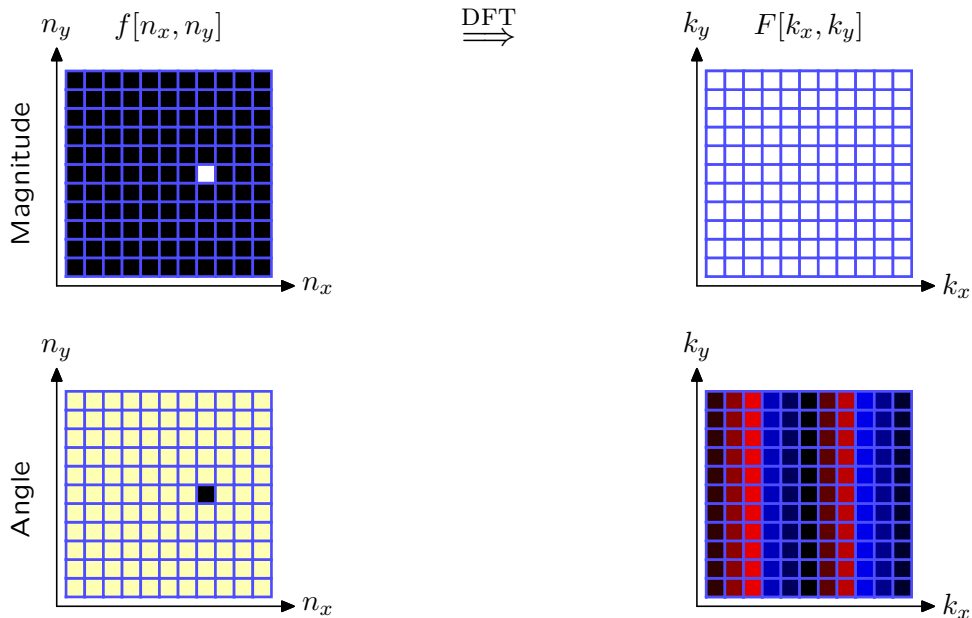 n_y f[n_x, n_y] DFT ⟹ k_y F[k_x, k_y]
Magnitude
n_x k_x
n_y k_y
Angle
n_x k_x